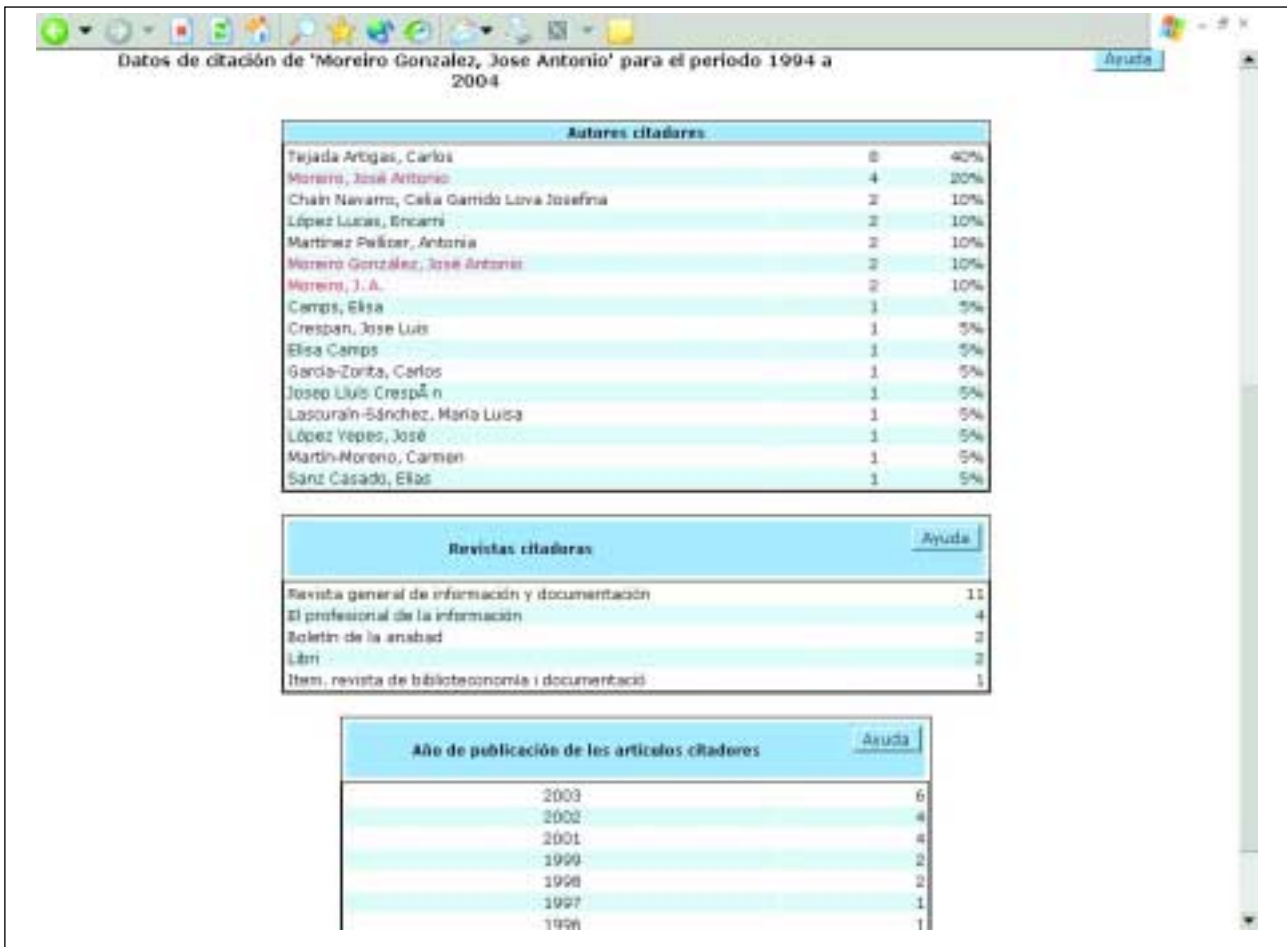 Datos de citación de 'Moreiro Gonzalez, Jose Antonio' para el periodo 1994 a
2004
Ayuda
Autores citadores
Tejada Artigas, Carlos 8 40%
Moreiro, José Antonio 4 20%
Chaín Navarro, Celia Garrido Lova Josefina 2 10%
López Lucas, Encarni 2 10%
Martínez Pellicer, Antonia 2 10%
Moreiro González, José Antonio 2 10%
Moreiro, J. A. 2 10%
Camps, Elisa 1 5%
Crespan, Jose Luis 1 5%
Elisa Camps 1 5%
García-Zorita, Carlos 1 5%
Josep Lluís CrespÃ n 1 5%
Lascuraín-Sánchez, María Luisa 1 5%
López Yepes, José 1 5%
Martín-Moreno, Carmen 1 5%
Sanz Casado, Elías 1 5%
Revistas citadoras
Ayuda
Revista general de información y documentación 11
El profesional de la información 4
Boletín de la anabad 2
Libri 2
Item. revista de biblioteconomia i documentació 1
Año de publicación de los artículos citadores
Ayuda
2003 6
2002 4
2001 4
1999 2
1998 2
1997 1
1996 1